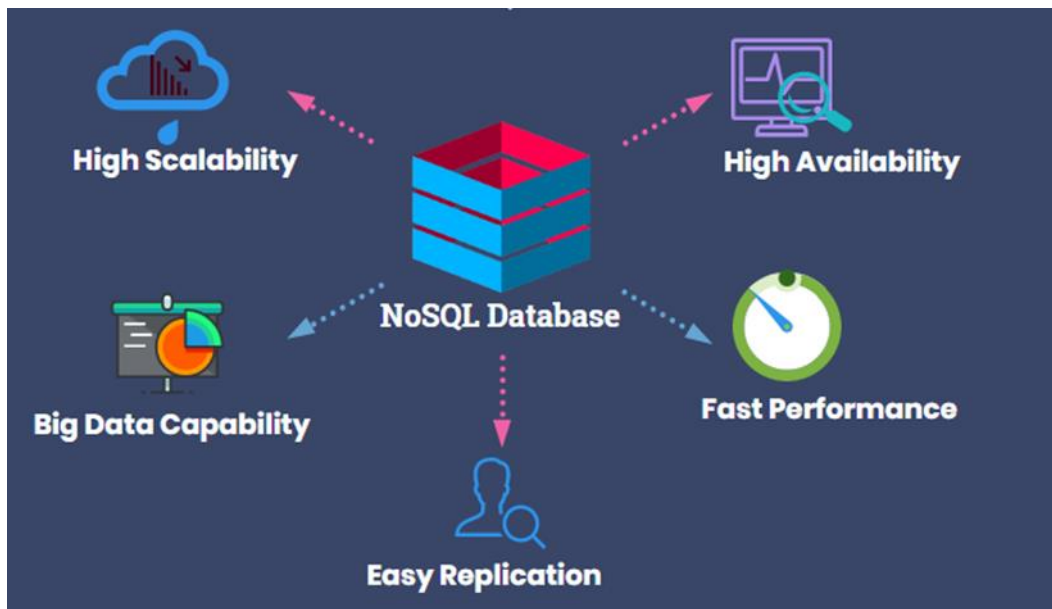 High Scalability
High Availability
NoSQL Database
Big Data Capability
Fast Performance
Easy Replication